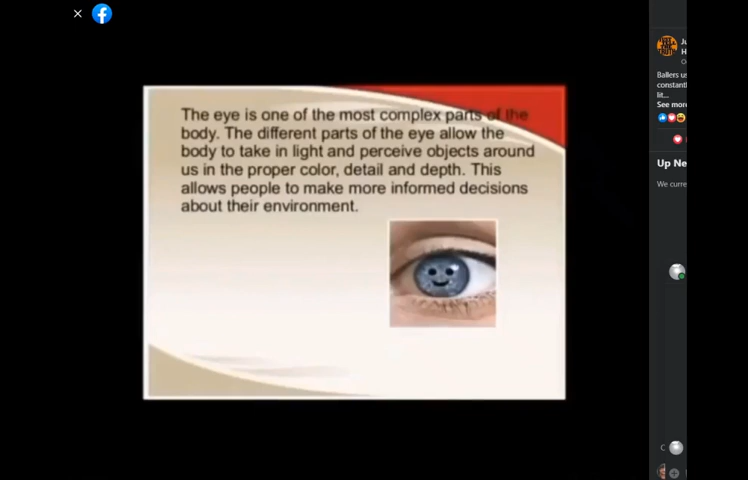 The eye is one of the most complex parts of the
body. The different parts of the eye allow the
body to take in light and perceive objects around
us in the proper color, detail and depth. This
allows people to make more informed decisions
about their environment.
Ballers
constant
lit...
See more
Up Ne
We curre